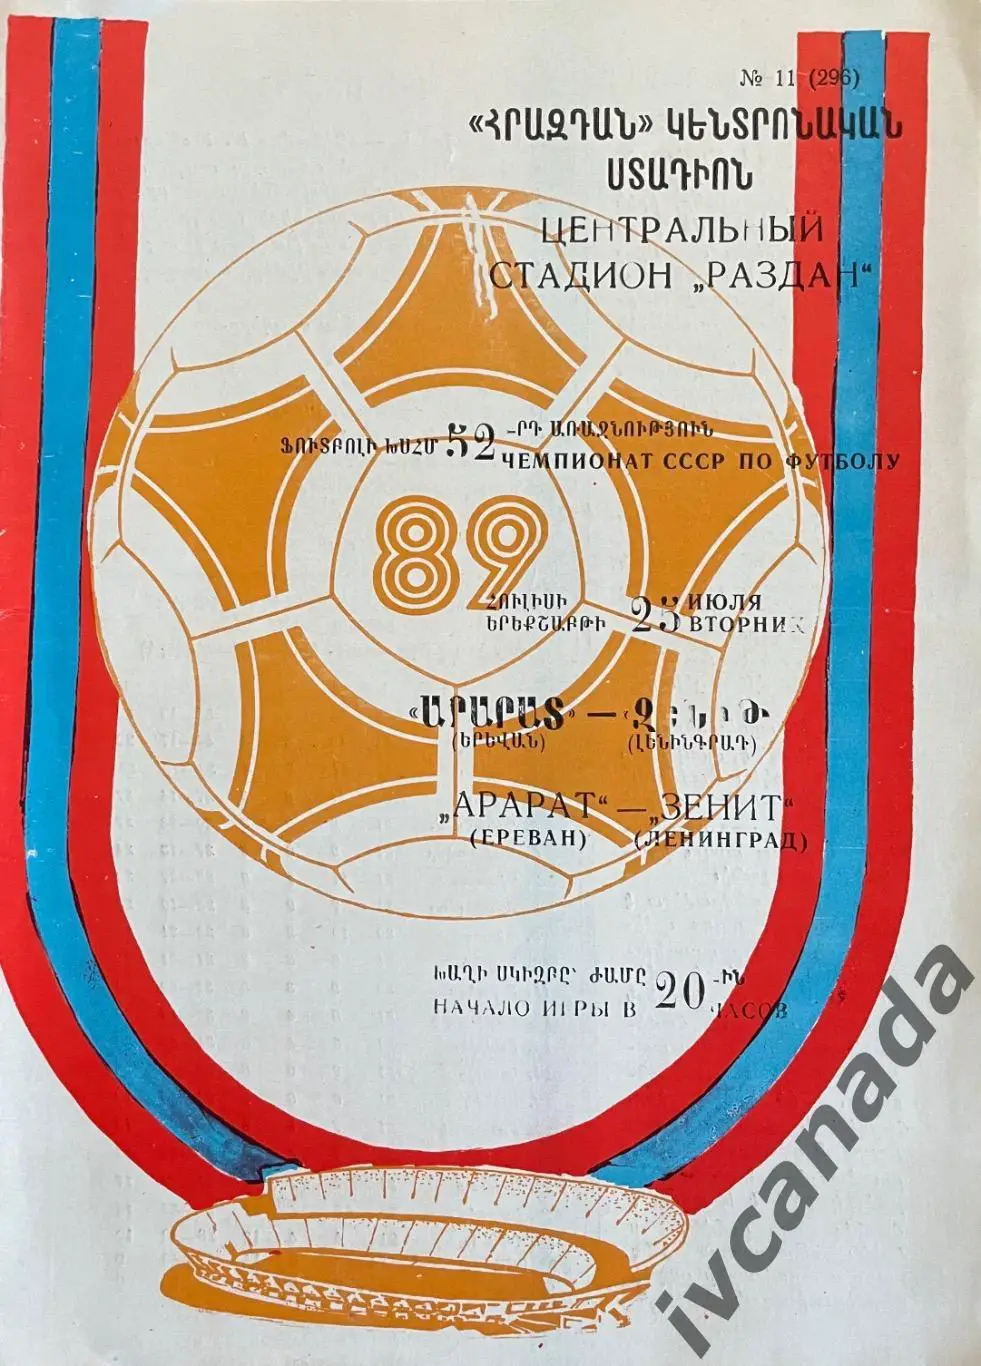 № 11 (296)
«ՀՐԱԶԴԱՆ» ԿԵՆՏՐՈՆԱԿԱՆ
ՍՏԱԴԻՈՆ
ЦЕНТРАЛЬНЫЙ
СТАДИОН „РАЗДАН“
ՖՈՒՏԲՈԼԻ ԽՍՀՄ 52 -ՐԴ ԱՌԱՋՆՈՒԹՅՈՒՆ
ЧЕМПИОНАТ СССР ПО ФУТБОЛУ
89
ՀՈՒԼԻՍԻ 25 ИЮЛЯ
ԵՐԵՔՇԱԲԹԻ ВТОРНИК
«ԱՐԱՐԱՏ» — «ԶԵՆԻԹ»
(ԵՐԵՎԱՆ) (ԼԵՆԻՆԳՐԱԴ)
„АРАРАТ“ — „ЗЕНИТ“
(ЕРЕВАН) (ЛЕНИНГРАД)
ԽԱՂԻ ՍԿԻԶԲԸ՝ ԺԱՄԸ 20 -ԻՆ
НАЧАЛО ИГРЫ В ЧАСОВ
ivcanada